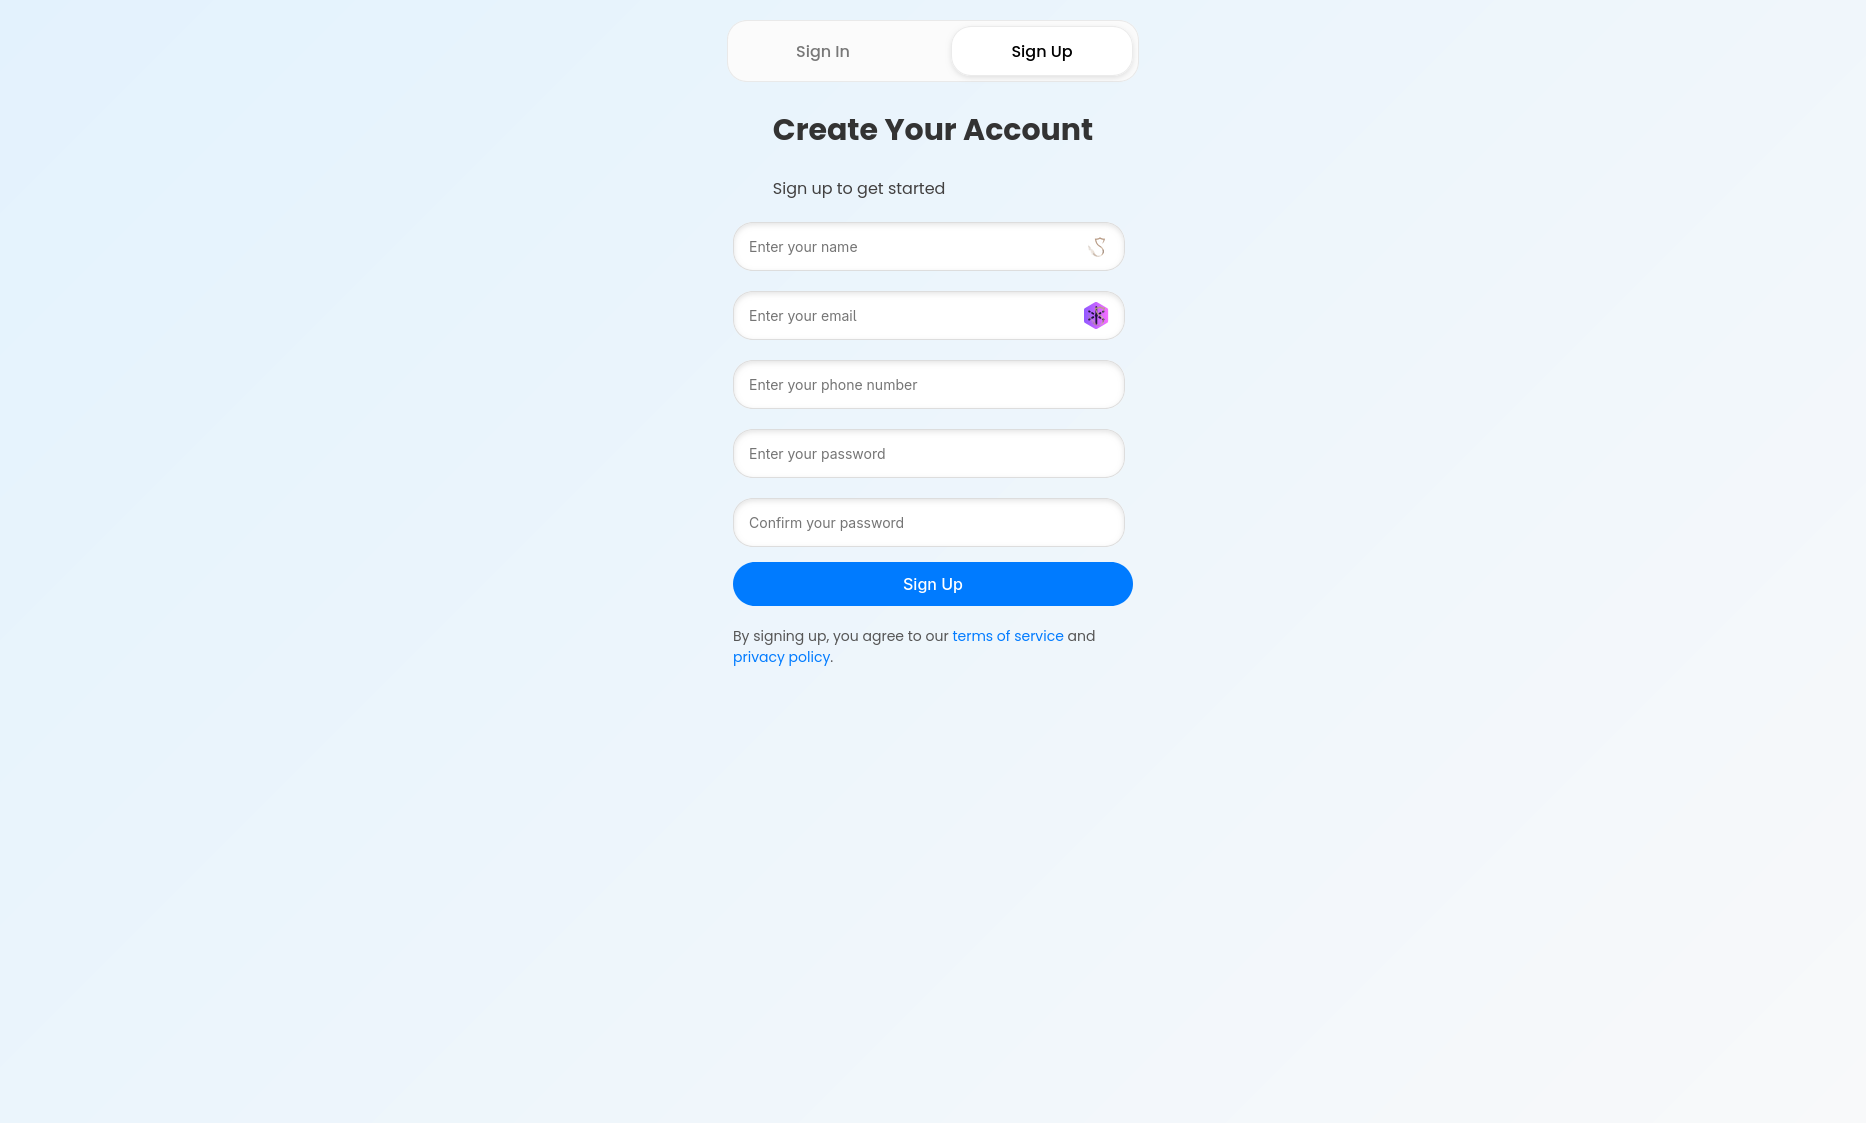 Sign In
Sign Up
Create Your Account
Sign up to get started
Enter your name
Enter your email
Enter your phone number
Enter your password
Confirm your password
Sign Up
By signing up, you agree to our terms of service and
privacy policy.